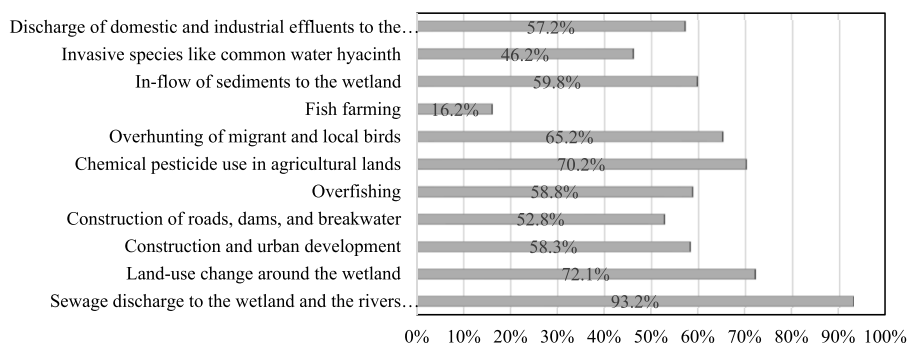 Discharge of domestic and industrial effluents to the… 57.2%
Invasive species like common water hyacinth 46.2%
In-flow of sediments to the wetland 59.8%
Fish farming 16.2%
Overhunting of migrant and local birds 65.2%
Chemical pesticide use in agricultural lands 70.2%
Overfishing 58.8%
Construction of roads, dams, and breakwater 52.8%
Construction and urban development 58.3%
Land-use change around the wetland 72.1%
Sewage discharge to the wetland and the rivers… 93.2%
0% 10% 20% 30% 40% 50% 60% 70% 80% 90% 100%